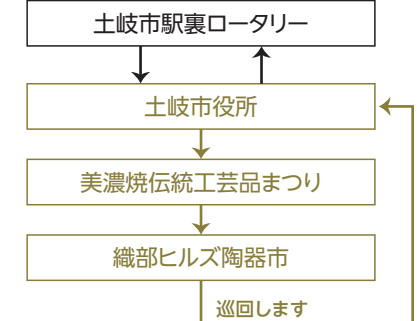 土岐市駅裏ロータリー
土岐市役所
美濃焼伝統工芸品まつり
織部ヒルズ陶器市
巡回します